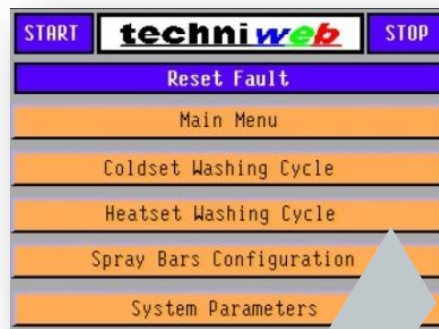 START techniweb STOP
Reset Fault
Main Menu
Coldset Washing Cycle
Heatset Washing Cycle
Spray Bars Configuration
System Parameters